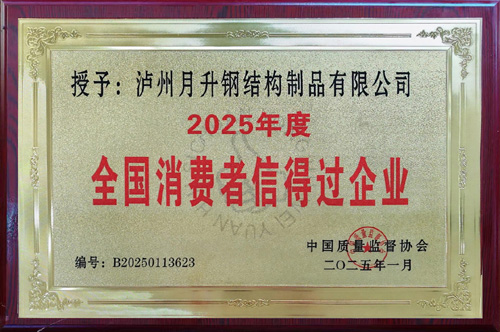 授予：泸州月升钢结构制品有限公司
2025年度
全国消费者信得过企业
中国质量监督协会
编号：B20250113623
二〇二五年一月